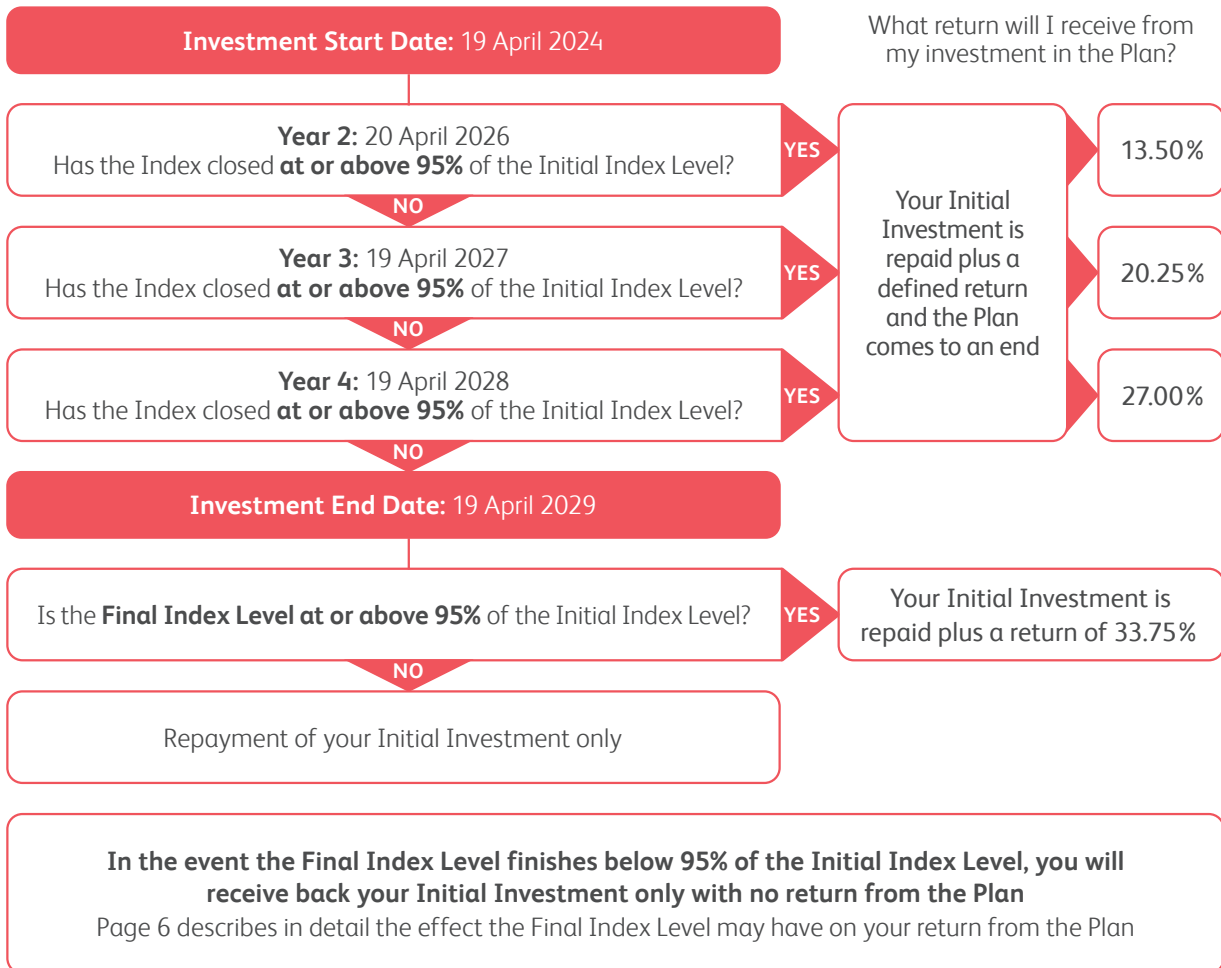 Investment Start Date: 19 April 2024
What return will I receive from
my investment in the Plan?
Year 2: 20 April 2026
Has the Index closed at or above 95% of the Initial Index Level?
YES
NO
Year 3: 19 April 2027
Has the Index closed at or above 95% of the Initial Index Level?
YES
NO
Year 4: 19 April 2028
Has the Index closed at or above 95% of the Initial Index Level?
YES
NO
Your Initial
Investment is
repaid plus a
defined return
and the Plan
comes to an end
13.50%
20.25%
27.00%
Investment End Date: 19 April 2029
Is the Final Index Level at or above 95% of the Initial Index Level?
YES
Your Initial Investment is
repaid plus a return of 33.75%
NO
Repayment of your Initial Investment only
In the event the Final Index Level finishes below 95% of the Initial Index Level, you will
receive back your Initial Investment only with no return from the Plan
Page 6 describes in detail the effect the Final Index Level may have on your return from the Plan